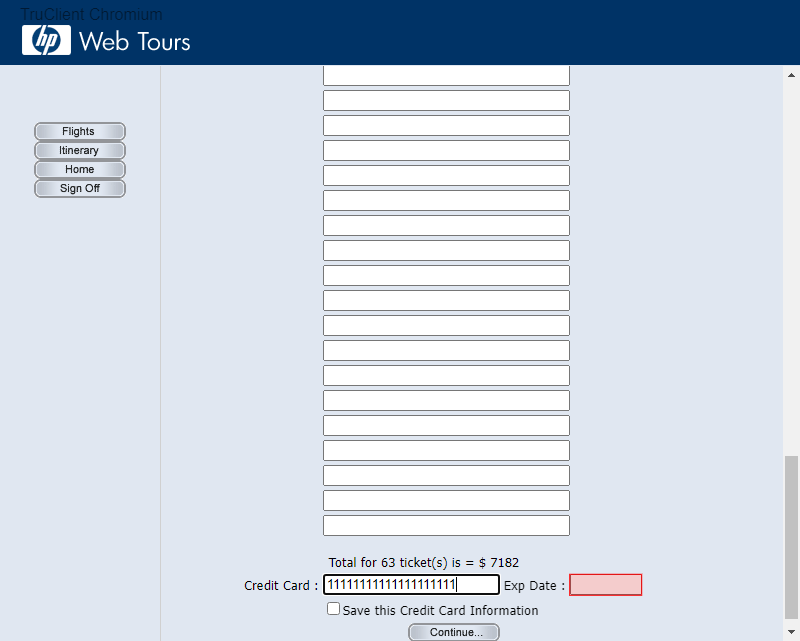 TruClient Chromium
hp Web Tours
Flights
Itinerary
Home
Sign Off
Total for 63 ticket(s) is = $ 7182
Credit Card : 11111111111111111111 Exp Date :
Save this Credit Card Information
Continue...